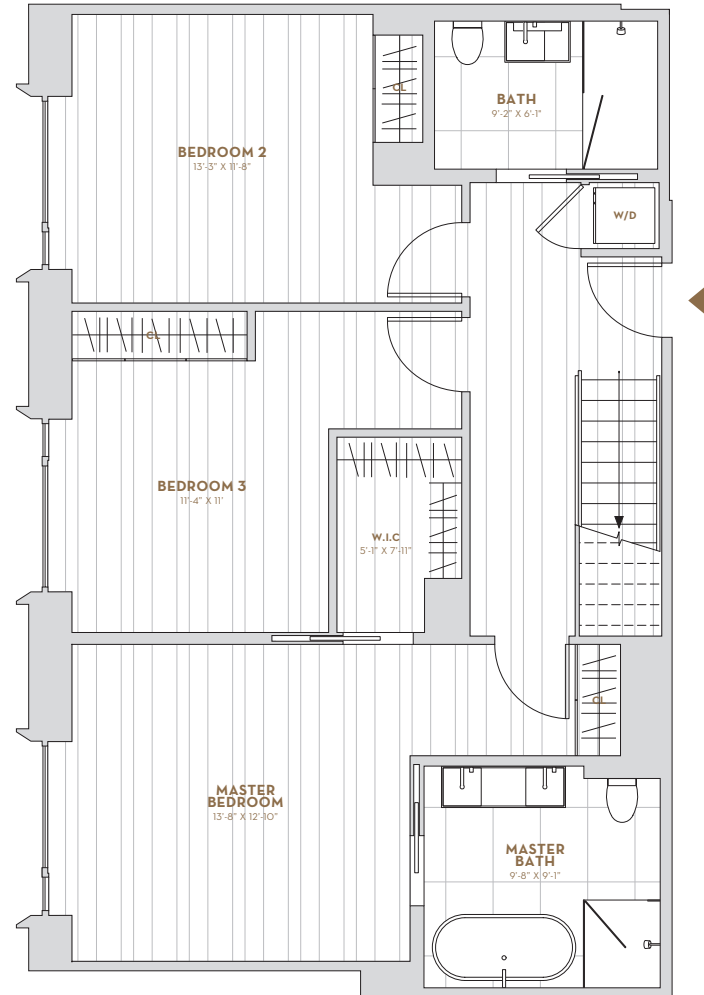 CL
BATH
9'-2" X 6'-1"
BEDROOM 2
13'-3" X 11'-8"
W/D
CL
BEDROOM 3
11'-4" X 11'
W.I.C
5'-1" X 7'-11"
CL
MASTER
BEDROOM
13'-8" X 12'-10"
MASTER
BATH
9'-8" X 9'-1"